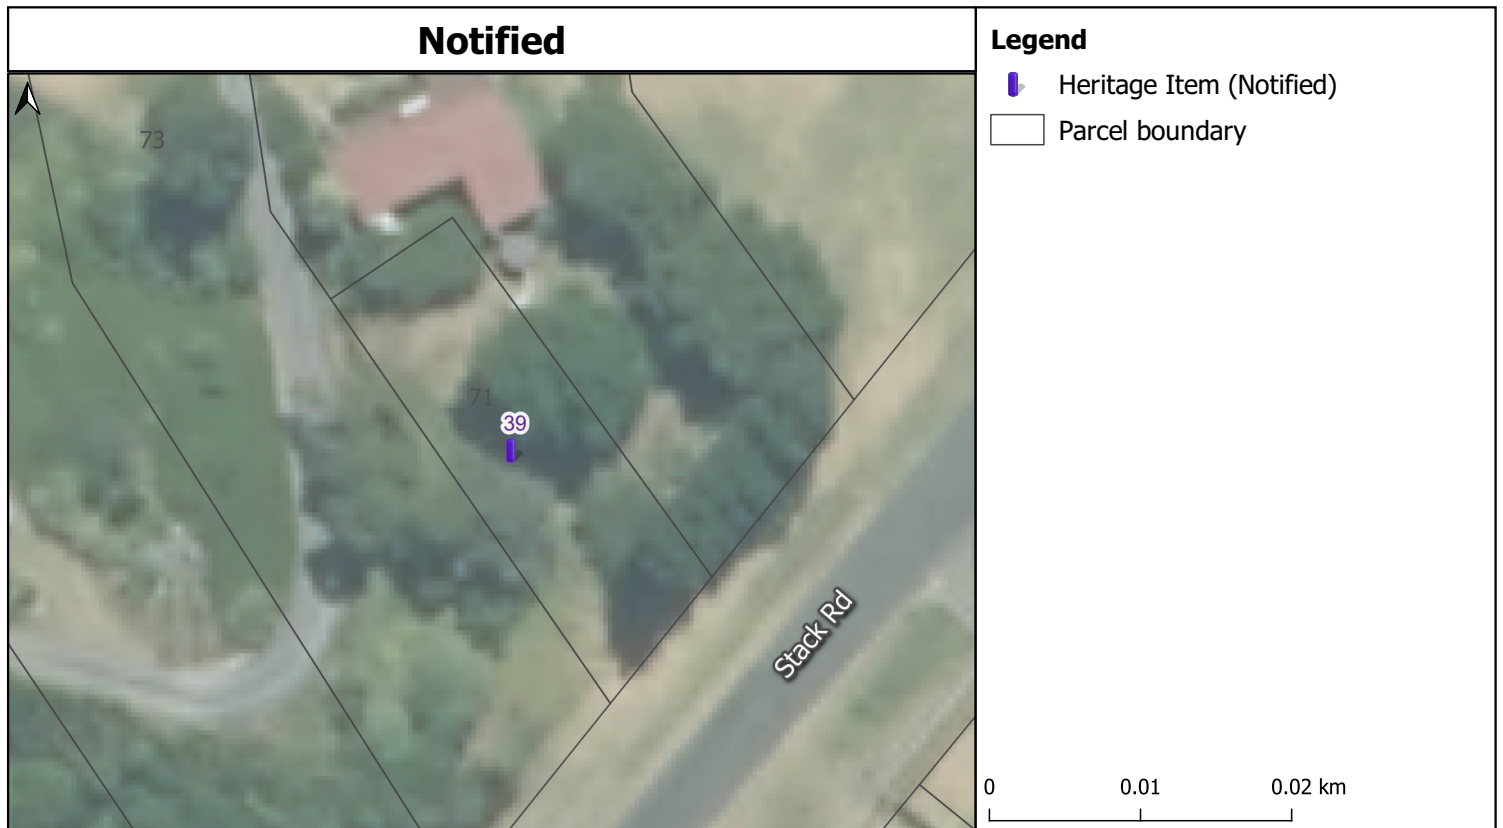 Notified
73
71
39
Stack Rd
Legend
Heritage Item (Notified)
Parcel boundary
0 0.01 0.02 km